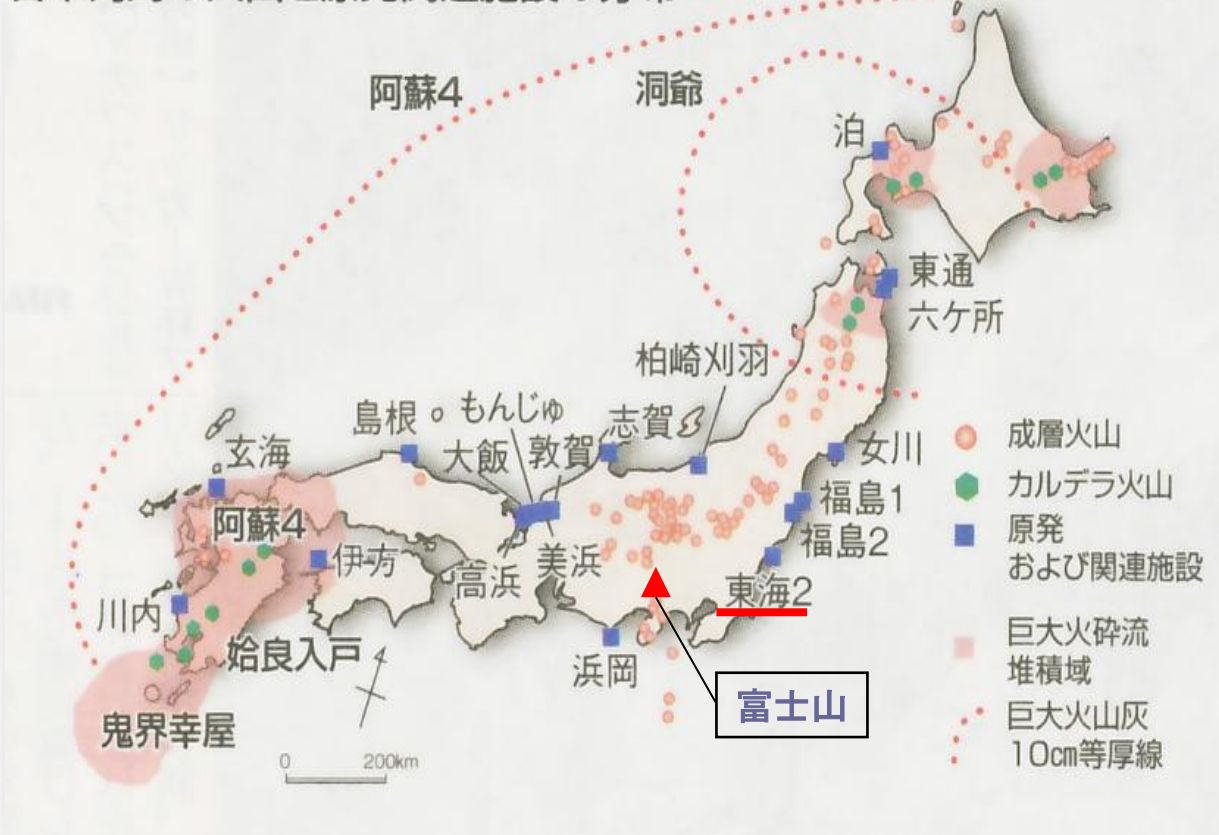 阿蘇4
洞爺
泊
東通
六ケ所
柏崎刈羽
島根
もんじゅ
志賀
大飯
敦賀
女川
玄海
福島1
福島2
阿蘇4
伊方
高浜
美浜
東海2
川内
姶良入戸
浜岡
富士山
鬼界幸屋
0
200km
成層火山
カルデラ火山
原発
および関連施設
巨大火砕流
堆積域
巨大火山灰
10cm等厚線